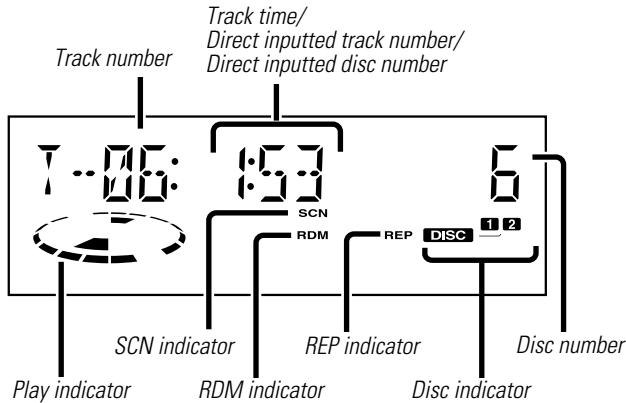 Track time/
Direct inputted track number/
Direct inputted disc number
Track number
T-06: 1:53 6
SCN
1 2
RDM REP DISC
SCN indicator REP indicator Disc number
Play indicator RDM indicator Disc indicator